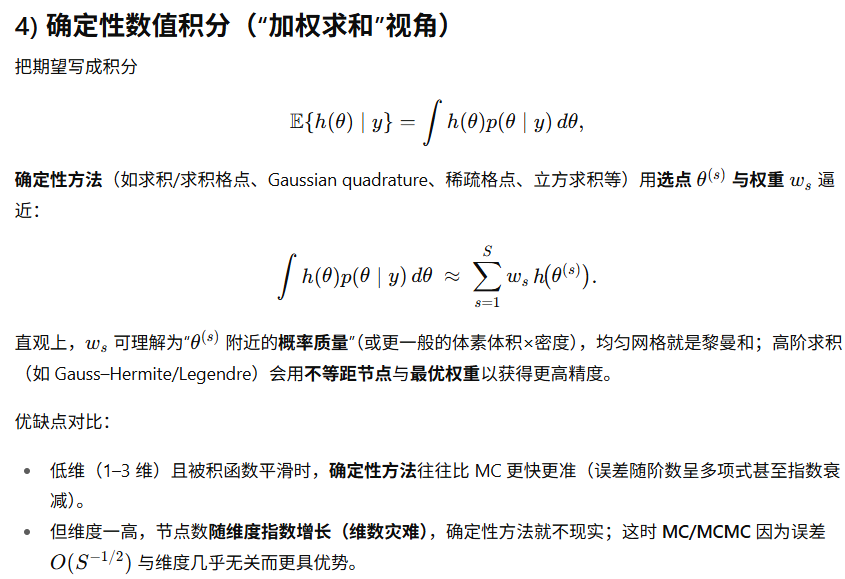 4) 确定性数值积分（“加权求和”视角）
把期望写成积分
𝔼{h(θ) | y} = ∫ h(θ)p(θ | y) dθ,
确定性方法（如求积/求积格点、Gaussian quadrature、稀疏格点、立方求积等）用选点 θ^(s) 与权重 w_s 逼
近：
∫ h(θ)p(θ | y) dθ ≈ ∑_{s=1}^{S} w_s h(θ^(s)).
直观上，w_s 可理解为“θ^(s) 附近的概率质量”（或更一般的体素体积×密度），均匀网格就是黎曼和；高阶求积
（如 Gauss–Hermite/Legendre）会用不等距节点与最优权重以获得更高精度。
优缺点对比：
• 低维（1–3 维）且被积函数平滑时，确定性方法往往比 MC 更快更准（误差随阶数呈多项式甚至指数衰
减）。
• 但维度一高，节点数随维度指数增长（维数灾难），确定性方法就不现实；这时 MC/MCMC 因为误差
O(S^{−1/2}) 与维度几乎无关而更具优势。